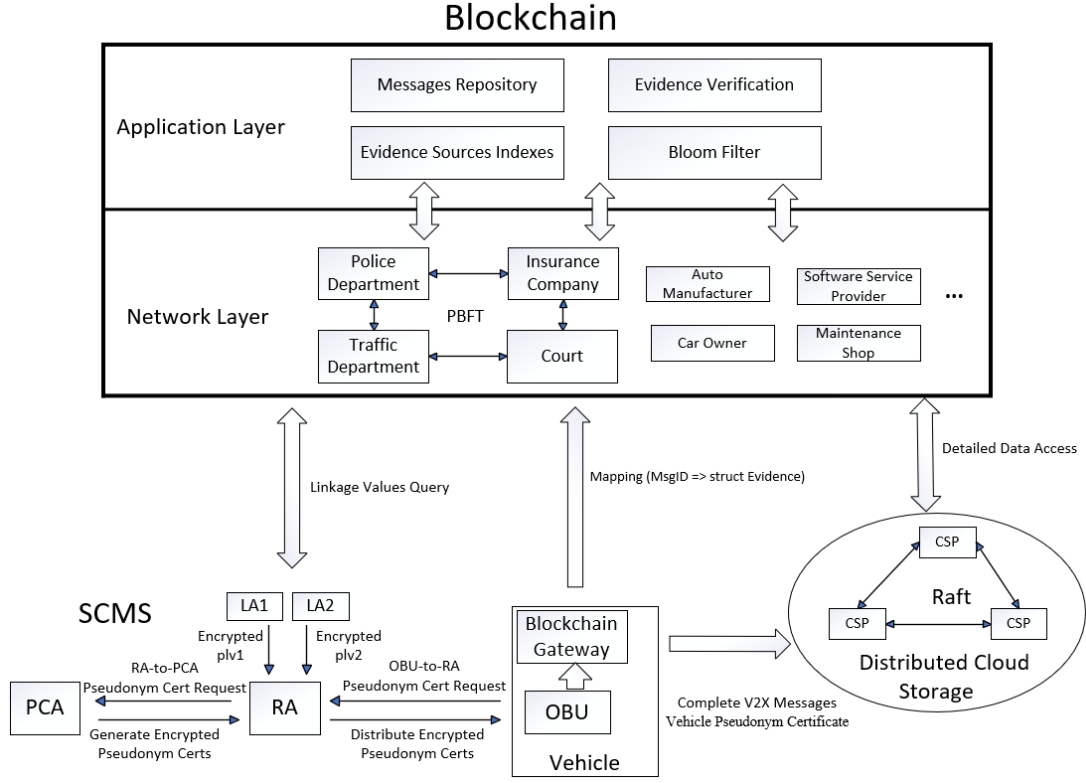 Blockchain
Application Layer
Messages Repository
Evidence Verification
Evidence Sources Indexes
Bloom Filter
Network Layer
Police
Department
Insurance
Company
PBFT
Traffic
Department
Court
Auto
Manufacturer
Software Service
Provider
...
Car Owner
Maintenance
Shop
Linkage Values Query
Mapping (MsgID => struct Evidence)
Detailed Data Access
SCMS
LA1
LA2
Encrypted
plv1
Encrypted
plv2
RA-to-PCA
Pseudonym Cert Request
OBU-to-RA
Pseudonym Cert Request
PCA
RA
Generate Encrypted
Pseudonym Certs
Distribute Encrypted
Pseudonym Certs
Blockchain
Gateway
OBU
Vehicle
Complete V2X Messages
Vehicle Pseudonym Certificate
CSP
Raft
CSP
CSP
Distributed Cloud
Storage